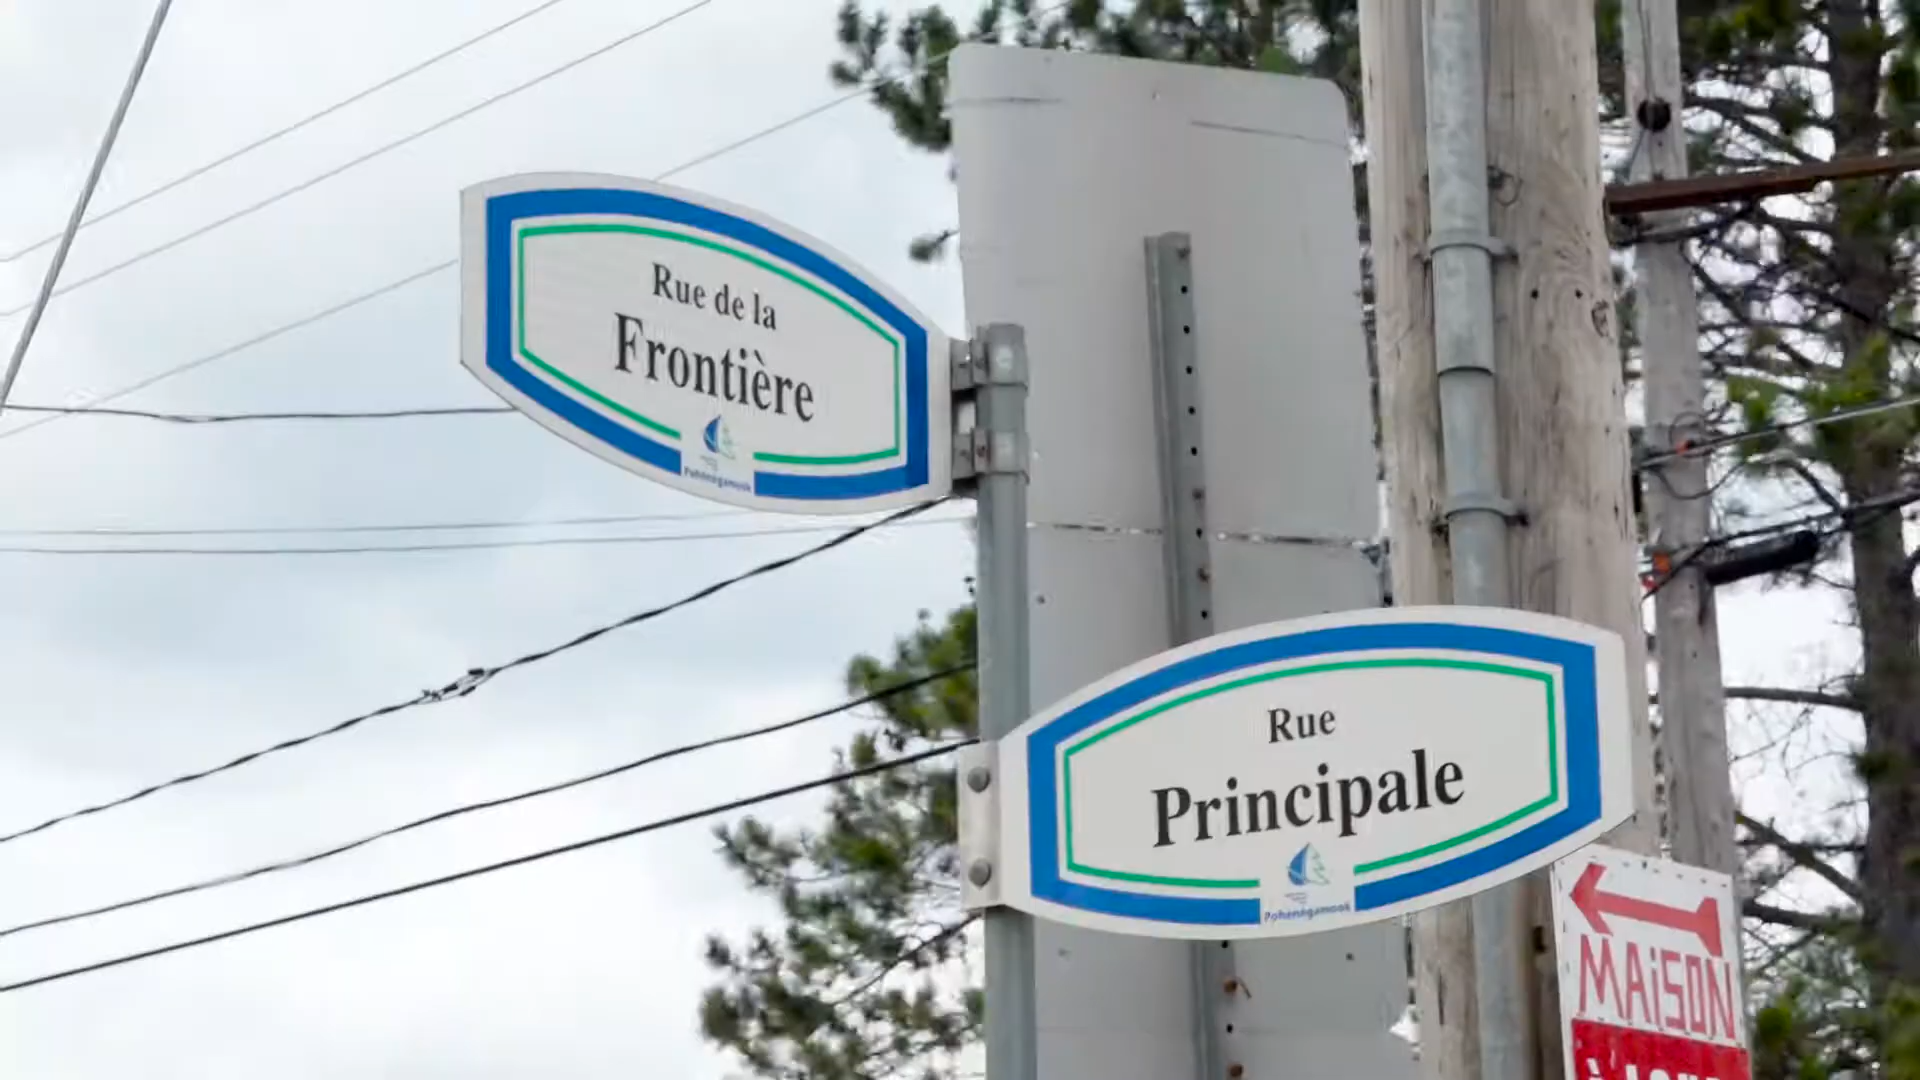 Rue de la
Frontière
Pohénégamook
Rue
Principale
Pohénégamook
MAiSON